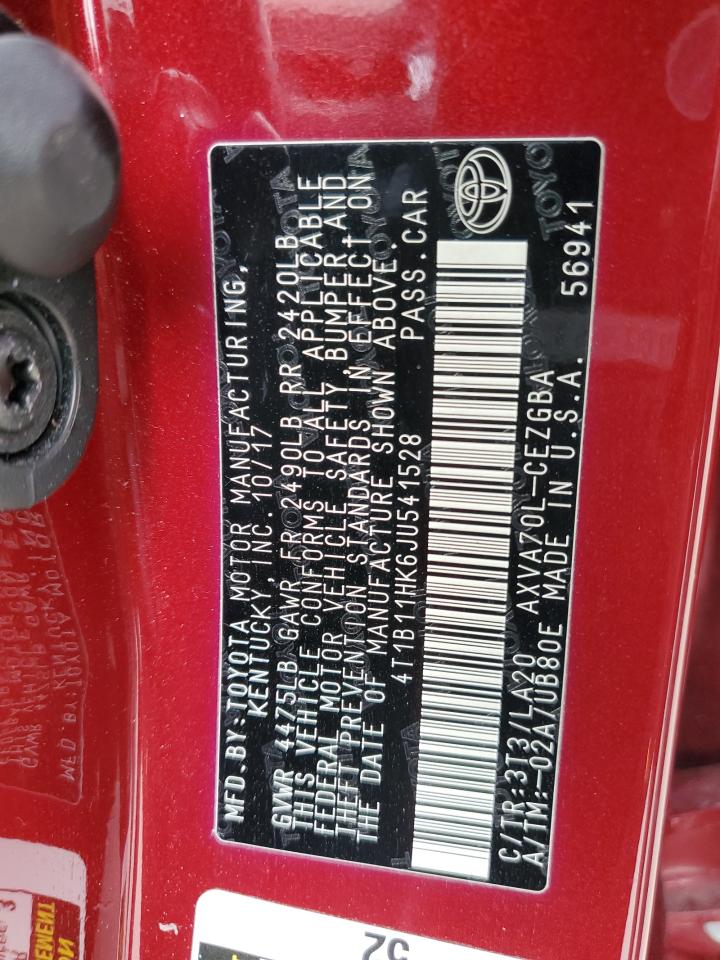 MFD.BY:TOYOTA MOTOR MANUFACTURING,
KENTUCKY, INC. 10/17
GVWR 4475LB GAWR FR 2490LB RR 2420LB
THIS VEHICLE CONFORMS TO ALL APPLICABLE
FEDERAL MOTOR VEHICLE SAFETY, BUMPER AND
THEFT PREVENTION STANDARDS IN EFFECT ON
THE DATE OF MANUFACTURE SHOWN ABOVE.
4T1B11HK6JU541528 PASS.CAR
C/TR:3T3/LA20 AXVA70L-CEZGBA
A/TM:-02A/UB80E MADE IN U.S.A. 56941
52